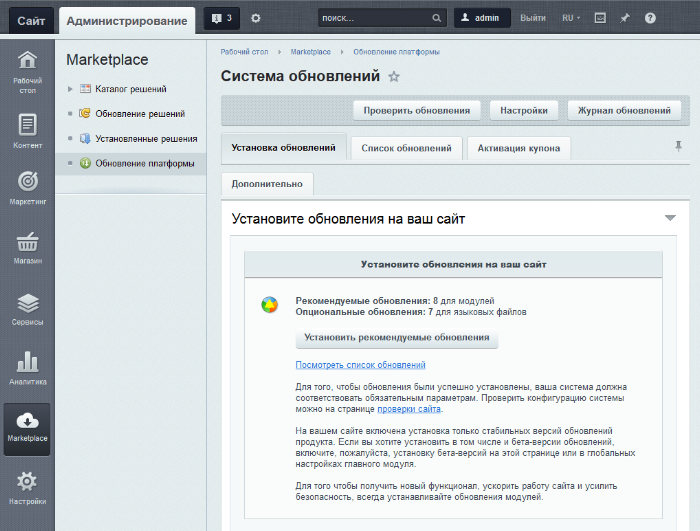 Сайт
Администрирование
3
поиск...
admin
Выйти
RU
Рабочий стол
Контент
Маркетинг
Магазин
Сервисы
Аналитика
Marketplace
Настройки
Marketplace
Каталог решений
Обновление решений
Установленные решения
Обновление платформы
Рабочий стол › Marketplace › Обновление платформы
Система обновлений
Проверить обновления
Настройки
Журнал обновлений
Установка обновлений
Список обновлений
Активация купона
Дополнительно
Установите обновления на ваш сайт
Установите обновления на ваш сайт
Рекомендуемые обновления: 8 для модулей
Опциональные обновления: 7 для языковых файлов
Установить рекомендуемые обновления
Посмотреть список обновлений
Для того, чтобы обновления были успешно установлены, ваша система должна
соответствовать обязательным параметрам. Проверить конфигурацию системы
можно на странице проверки сайта.
На вашем сайте включена установка только стабильных версий обновлений
продукта. Если вы хотите установить в том числе и бета-версии обновлений,
включите, пожалуйста, установку бета-версий на этой странице или в глобальных
настройках главного модуля.
Для того чтобы получить новый функционал, ускорить работу сайта и усилить
безопасность, всегда устанавливайте обновления модулей.